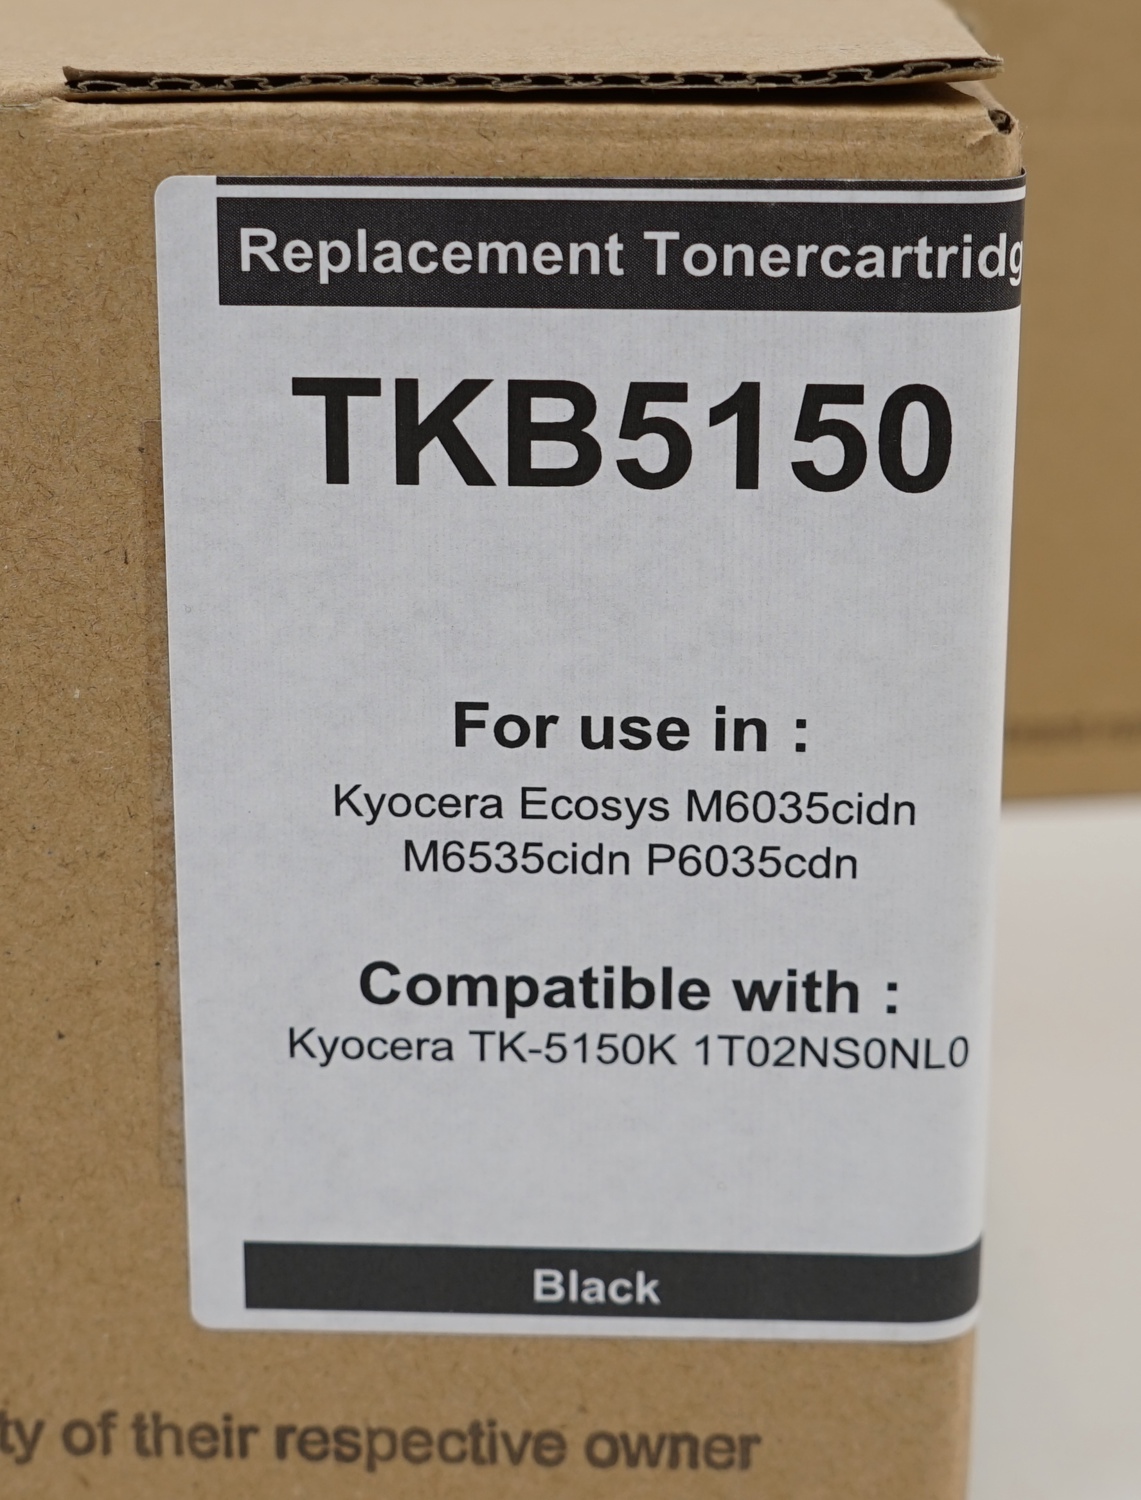 Replacement Tonercartridg
TKB5150
For use in :
Kyocera Ecosys M6035cidn
M6535cidn P6035cdn
Compatible with :
Kyocera TK-5150K 1T02NS0NL0
Black
ty of their respective owner